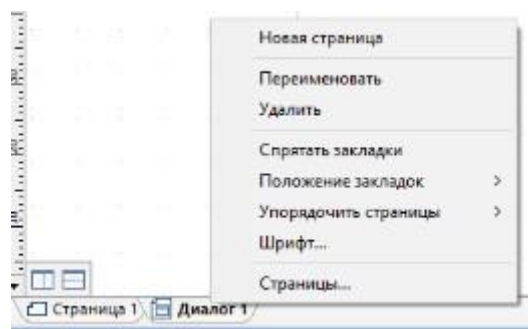 Новая страница
Переименовать
Удалить
Спрятать закладки
Положение закладок
Упорядочить страницы
Шрифт...
Страницы...
Страница 1
Диалог 1